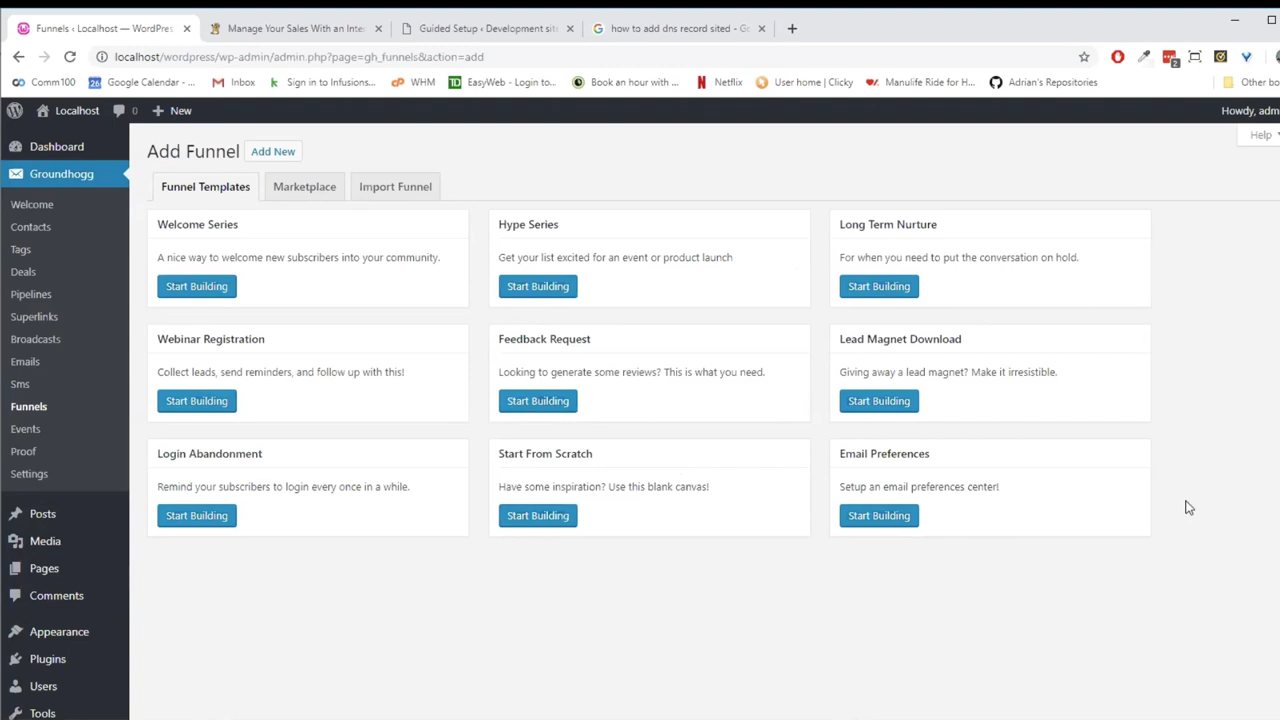 Funnels ‹ Localhost — WordPres
Manage Your Sales With an Inte
Guided Setup ‹ Development sit
how to add dns record sited - Go
localhost/wordpress/wp-admin/admin.php?page=gh_funnels&action=add
Comm100
Google Calendar - ...
Inbox
Sign in to Infusions...
WHM
EasyWeb - Login to...
Book an hour with ...
Netflix
User home | Clicky
Manulife Ride for H...
Adrian's Repositories
Other bo
Localhost
0
New
Howdy, adm
Help
Dashboard
Groundhogg
Welcome
Contacts
Tags
Deals
Pipelines
Superlinks
Broadcasts
Emails
Sms
Funnels
Events
Proof
Settings
Posts
Media
Pages
Comments
Appearance
Plugins
Users
Tools
Add Funnel
Add New
Funnel Templates
Marketplace
Import Funnel
Welcome Series
A nice way to welcome new subscribers into your community.
Start Building
Hype Series
Get your list excited for an event or product launch
Start Building
Long Term Nurture
For when you need to put the conversation on hold.
Start Building
Webinar Registration
Collect leads, send reminders, and follow up with this!
Start Building
Feedback Request
Looking to generate some reviews? This is what you need.
Start Building
Lead Magnet Download
Giving away a lead magnet? Make it irresistible.
Start Building
Login Abandonment
Remind your subscribers to login every once in a while.
Start Building
Start From Scratch
Have some inspiration? Use this blank canvas!
Start Building
Email Preferences
Setup an email preferences center!
Start Building